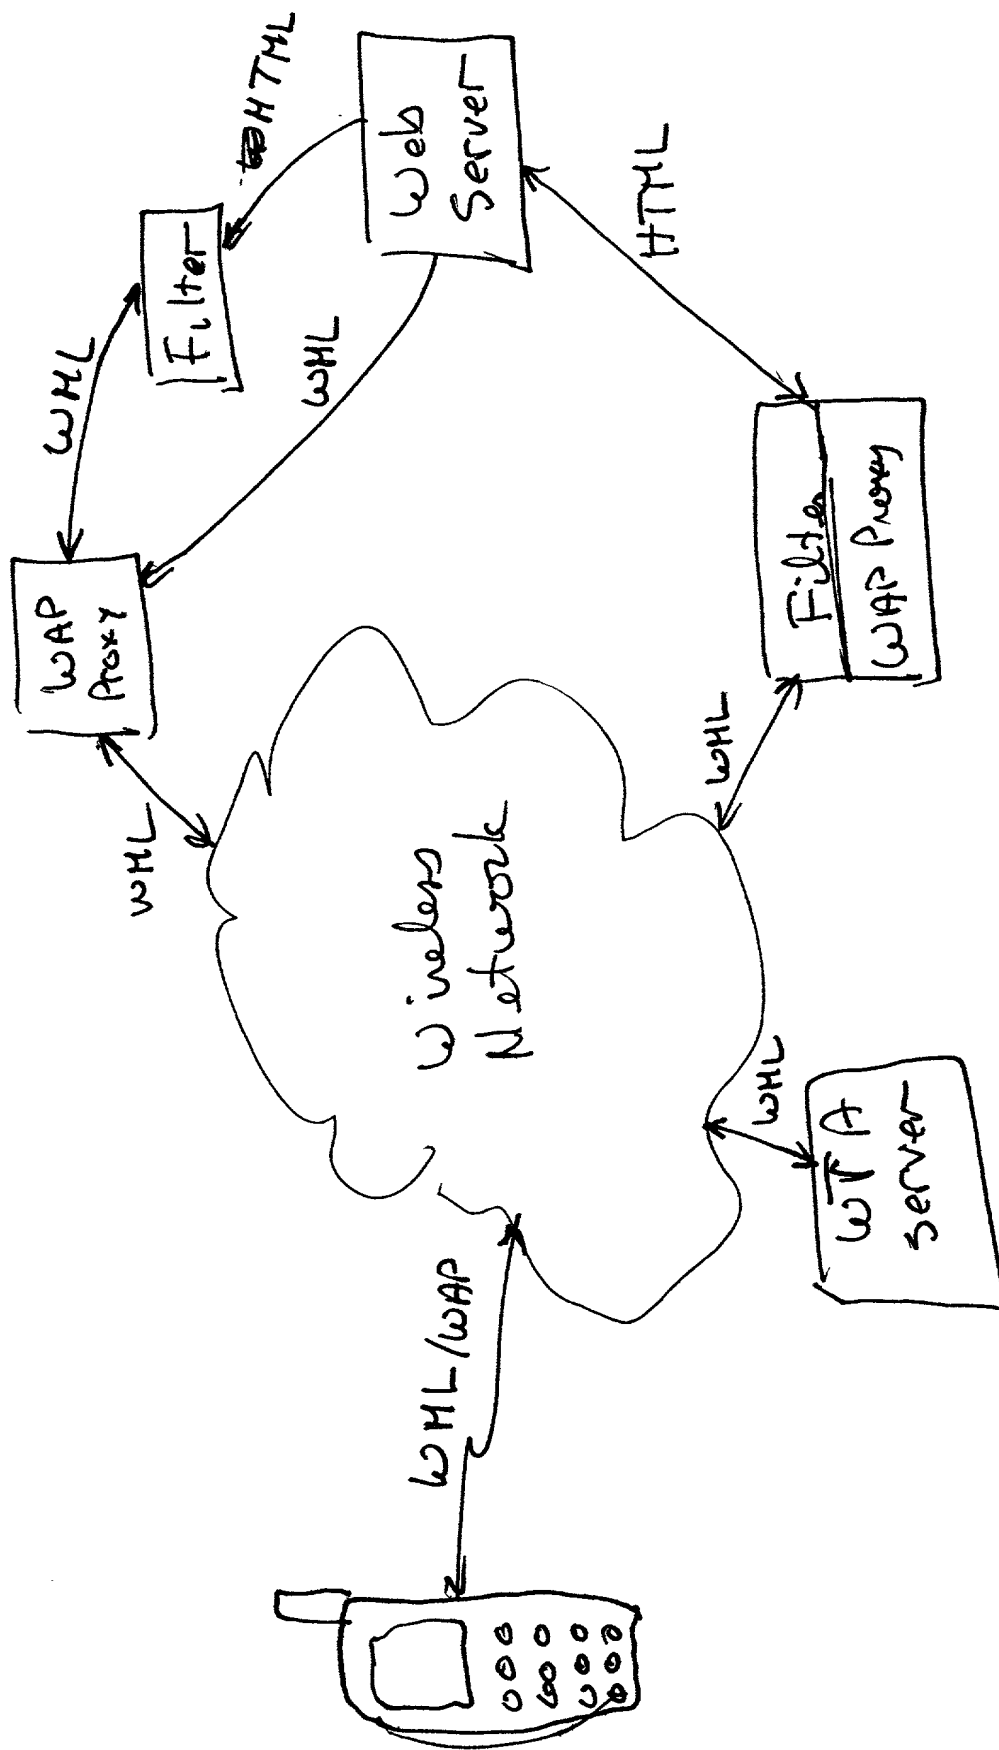 HTML
Web
Server
Filter
WML
WML
HTML
WAP
Proxy
Filter
WAP Proxy
WML
WML
Wireless
Network
WML
WTA
Server
WML/WAP